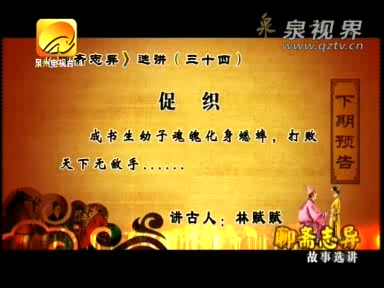 泉 泉视界
www.qztv.cn
泉州电视台
《聊斋志异》选讲（三十四）
促织
成书生幼子魂魄化身蟋蟀，打败
天下无敌手......
讲古人：林赋赋
下期预告
聊斋志异
故事选讲